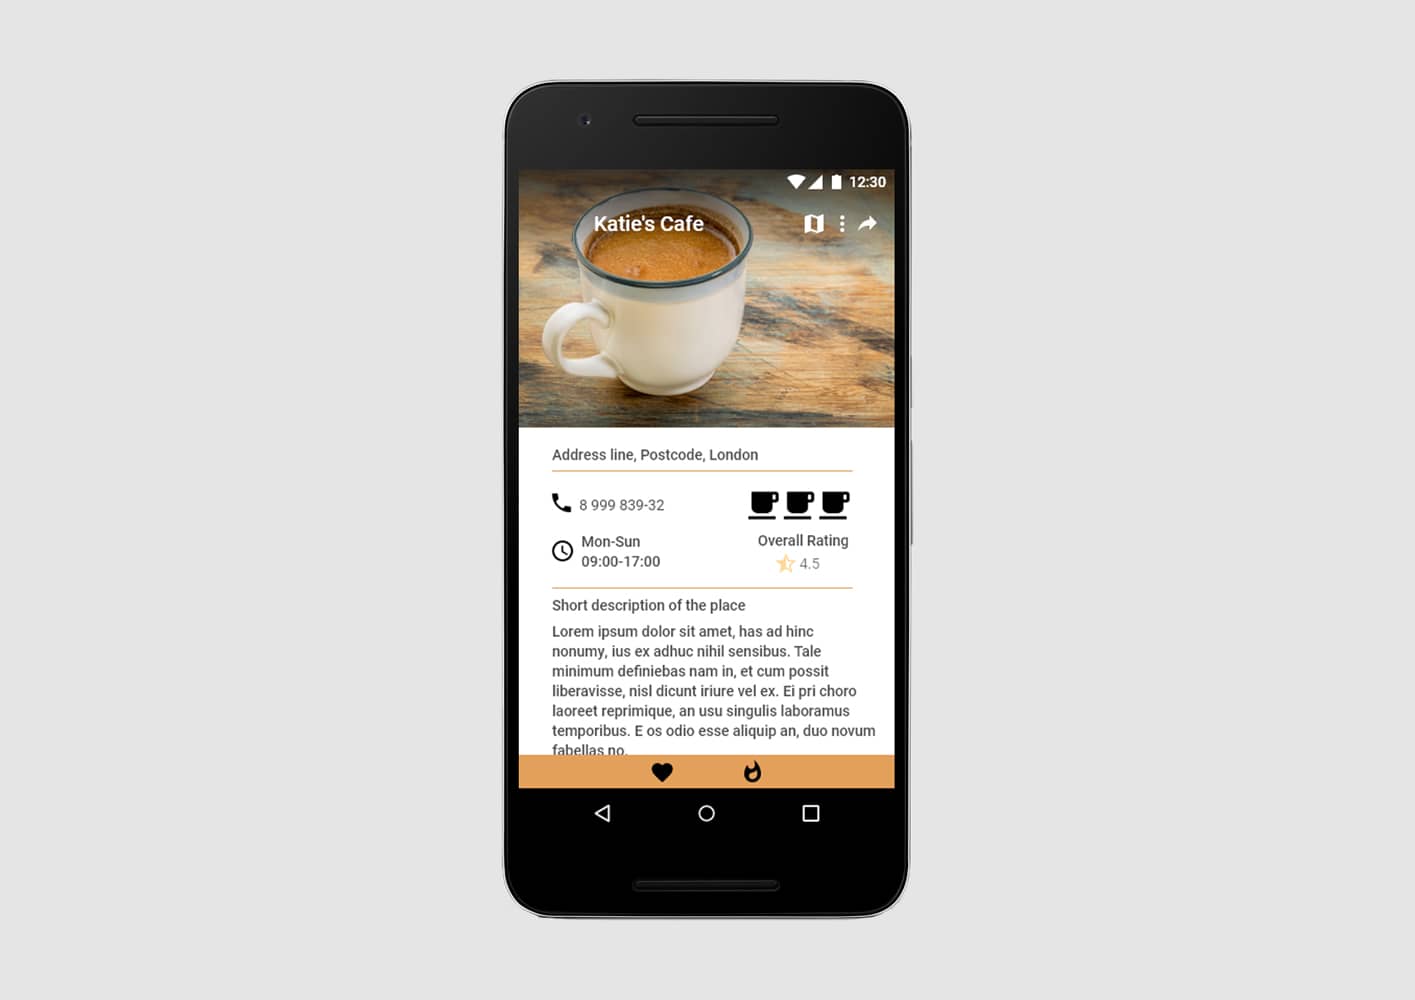 12:30
Katie's Cafe
Address line, Postcode, London
8 999 839-32
Mon-Sun
09:00-17:00
Overall Rating
4.5
Short description of the place
Lorem ipsum dolor sit amet, has ad hinc
nonumy, ius ex adhuc nihil sensibus. Tale
minimum definiebas nam in, et cum possit
liberavisse, nisl dicunt iriure vel ex. Ei pri choro
laoreet reprimique, an usu singulis laboramus
temporibus. E os odio esse aliquip an, duo novum
fabellas no.